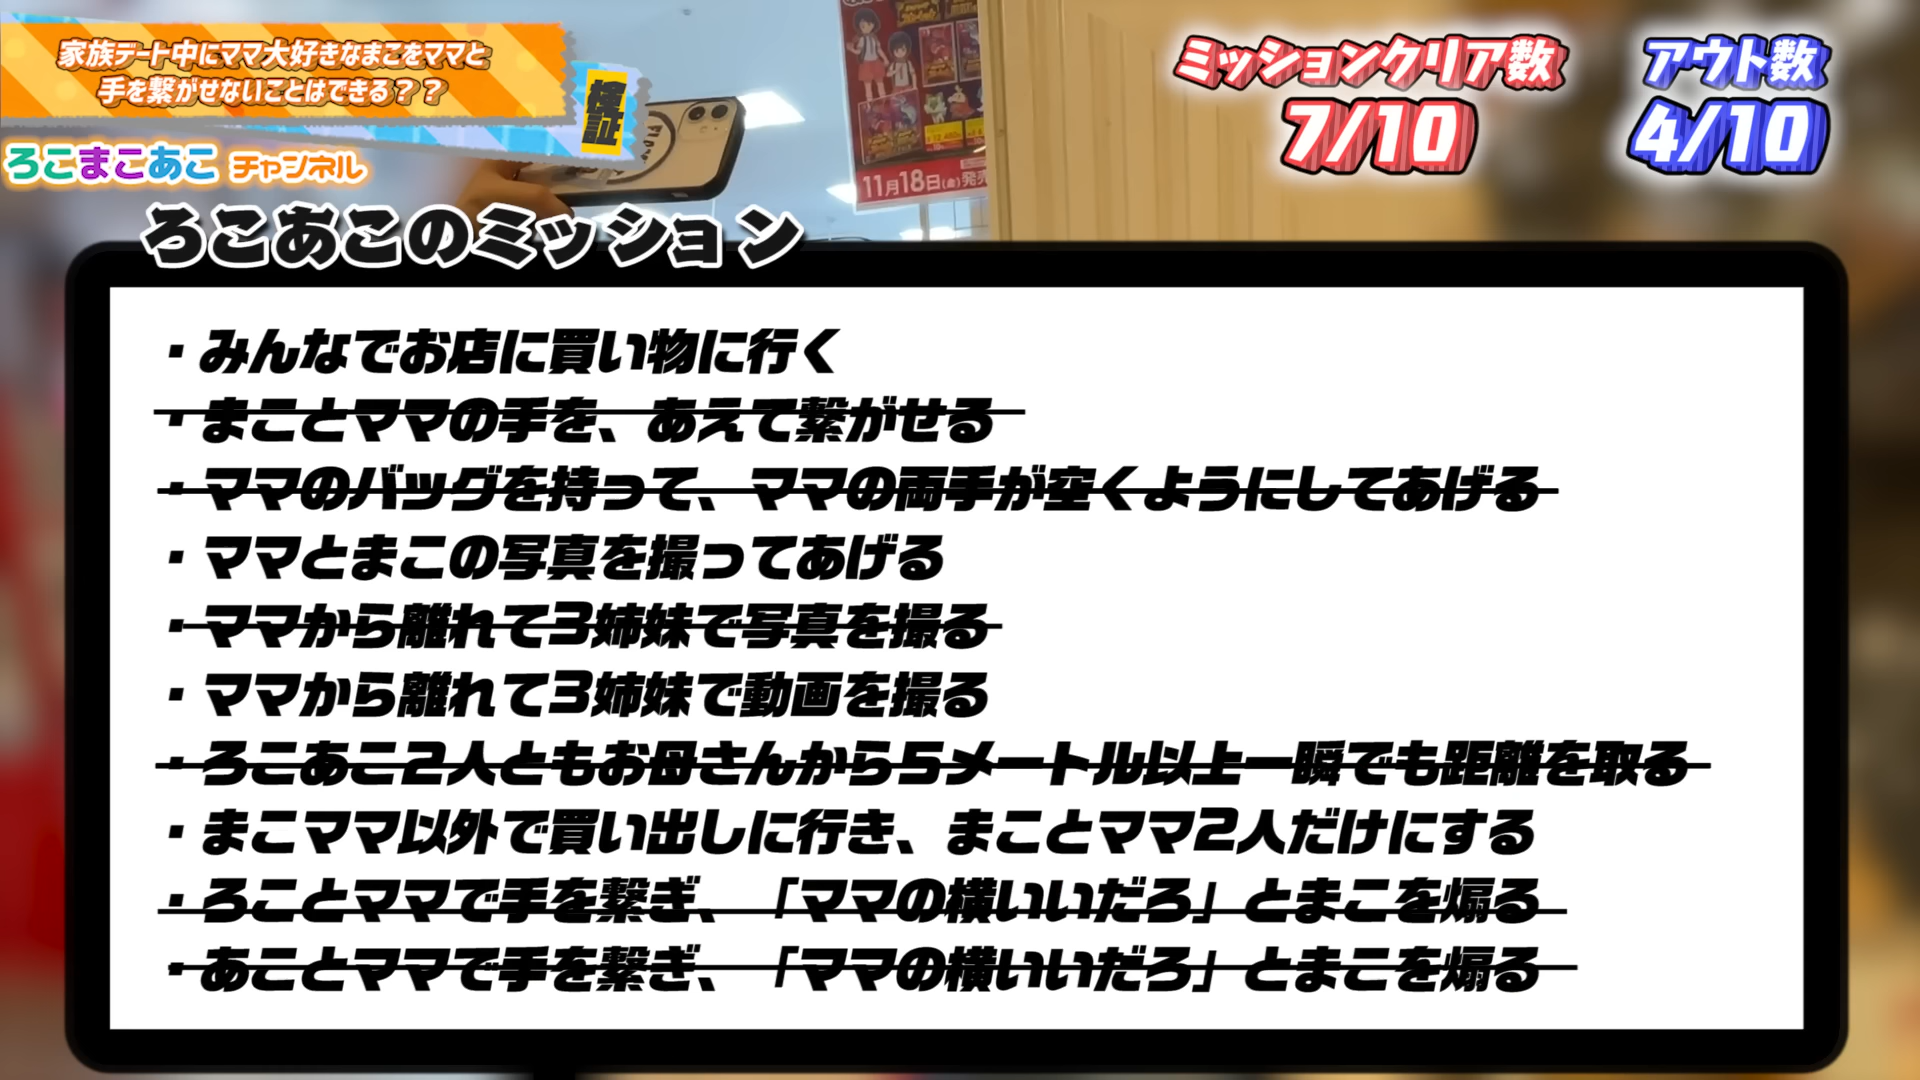 家族デート中にママ大好きなまこをママと
手を繋がせないことはできる？？
検証
ろこまこあこ チャンネル
ミッションクリア数
7/10
アウト数
4/10
11月18日(金)発売
ろこあこのミッション
・みんなでお店に買い物に行く
・まことママの手を、あえて繋がせる
・ママのバッグを持って、ママの両手が空くようにしてあげる
・ママとまこの写真を撮ってあげる
・ママから離れて3姉妹で写真を撮る
・ママから離れて3姉妹で動画を撮る
・ろこあこ2人ともお母さんから5メートル以上一瞬でも距離を取る
・まこママ以外で買い出しに行き、まことママ2人だけにする
・ろことママで手を繋ぎ、「ママの横いいだろ」とまこを煽る
・あことママで手を繋ぎ、「ママの横いいだろ」とまこを煽る